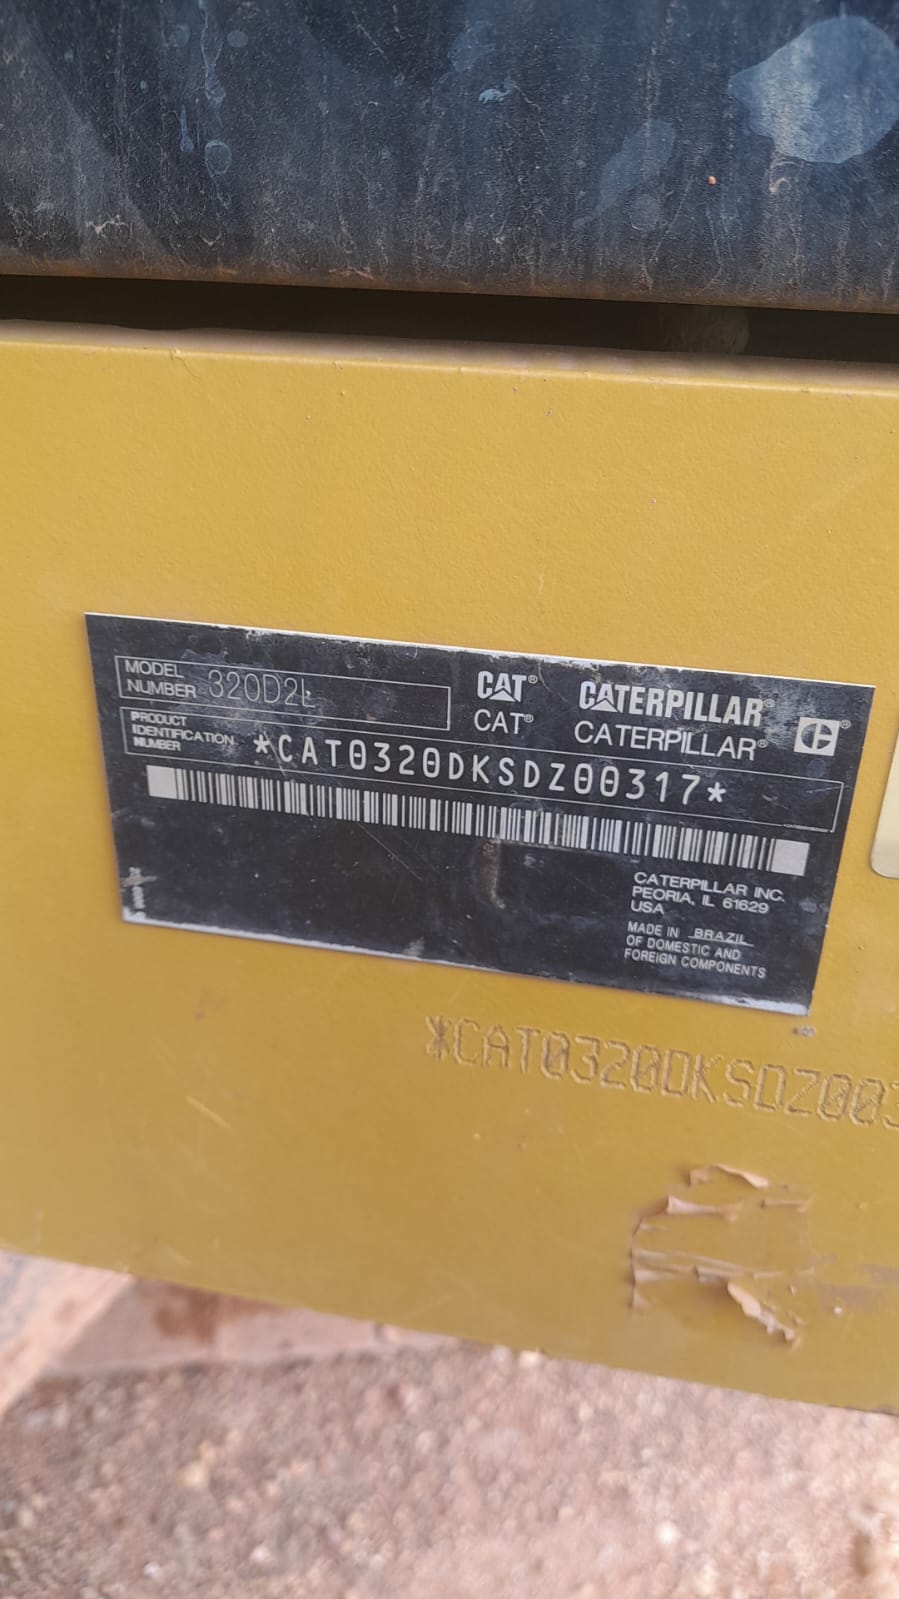 MODEL NUMBER 320D2L
CAT® CATERPILLAR®
CAT® CATERPILLAR®
PRODUCT IDENTIFICATION NUMBER *CAT0320DKSDZ00317*
CATERPILLAR INC.
PEORIA, IL 61629
USA
MADE IN BRAZIL
OF DOMESTIC AND
FOREIGN COMPONENTS
*CAT0320DKSDZ003